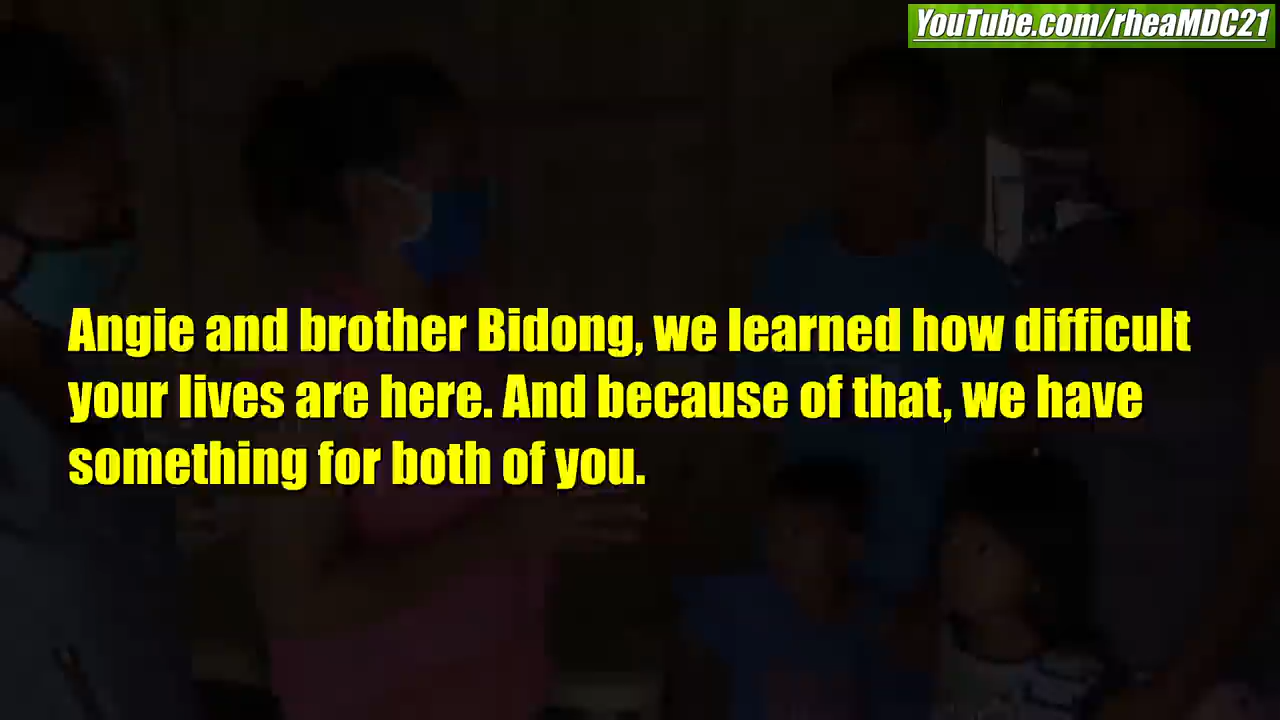 YouTube.com/rheaMDC21
Angie and brother Bidong, we learned how difficult
your lives are here. And because of that, we have
something for both of you.